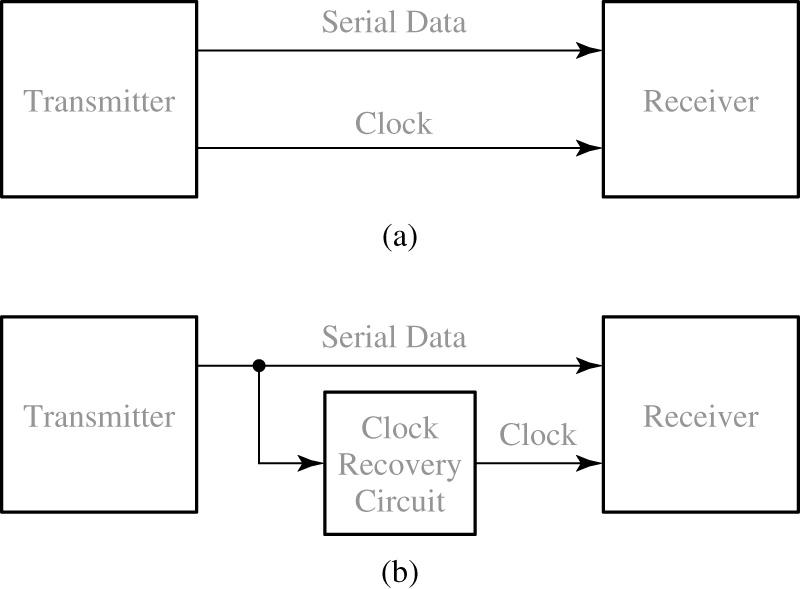 Serial Data
Transmitter
Receiver
Clock
(a)
Serial Data
Transmitter
Clock
Recovery
Circuit
Clock
Receiver
(b)